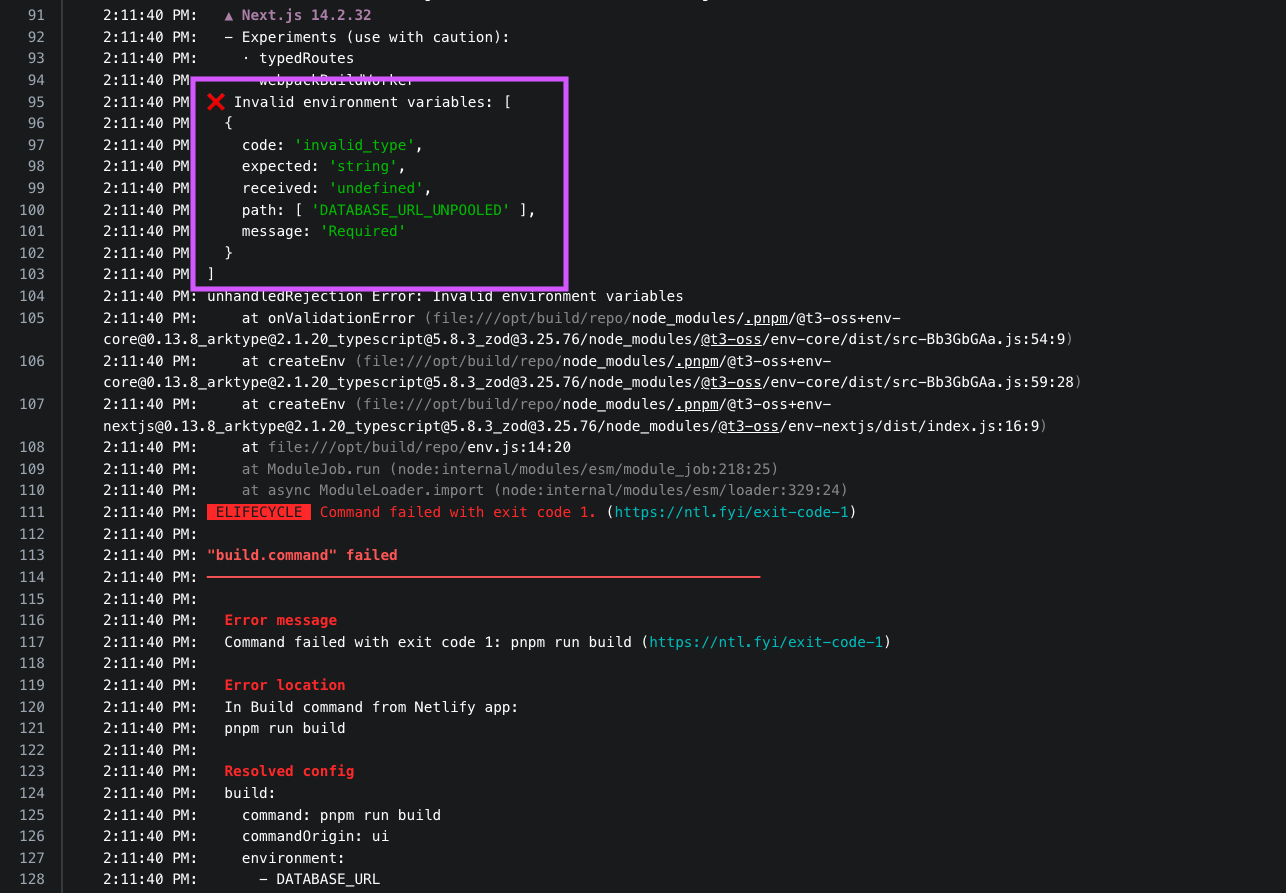 91 2:11:40 PM: ▲ Next.js 14.2.32
92 2:11:40 PM: - Experiments (use with caution):
93 2:11:40 PM: · typedRoutes
94 2:11:40 PM: webpackBuildWorker
95 2:11:40 PM ❌ Invalid environment variables: [
96 2:11:40 PM {
97 2:11:40 PM code: 'invalid_type',
98 2:11:40 PM expected: 'string',
99 2:11:40 PM received: 'undefined',
100 2:11:40 PM path: [ 'DATABASE_URL_UNPOOLED' ],
101 2:11:40 PM message: 'Required'
102 2:11:40 PM }
103 2:11:40 PM ]
104 2:11:40 PM: unhandledRejection Error: Invalid environment variables
105 2:11:40 PM: at onValidationError (file:///opt/build/repo/node_modules/.pnpm/@t3-oss+env-
core@0.13.8_arktype@2.1.20_typescript@5.8.3_zod@3.25.76/node_modules/@t3-oss/env-core/dist/src-Bb3GbGAa.js:54:9)
106 2:11:40 PM: at createEnv (file:///opt/build/repo/node_modules/.pnpm/@t3-oss+env-
core@0.13.8_arktype@2.1.20_typescript@5.8.3_zod@3.25.76/node_modules/@t3-oss/env-core/dist/src-Bb3GbGAa.js:59:28)
107 2:11:40 PM: at createEnv (file:///opt/build/repo/node_modules/.pnpm/@t3-oss+env-
nextjs@0.13.8_arktype@2.1.20_typescript@5.8.3_zod@3.25.76/node_modules/@t3-oss/env-nextjs/dist/index.js:16:9)
108 2:11:40 PM: at file:///opt/build/repo/env.js:14:20
109 2:11:40 PM: at ModuleJob.run (node:internal/modules/esm/module_job:218:25)
110 2:11:40 PM: at async ModuleLoader.import (node:internal/modules/esm/loader:329:24)
111 2:11:40 PM: ELIFECYCLE Command failed with exit code 1. (https://ntl.fyi/exit-code-1)
112 2:11:40 PM:
113 2:11:40 PM: "build.command" failed
114 2:11:40 PM: ────────────────────────────────────────────────────────────────
115 2:11:40 PM:
116 2:11:40 PM: Error message
117 2:11:40 PM: Command failed with exit code 1: pnpm run build (https://ntl.fyi/exit-code-1)
118 2:11:40 PM:
119 2:11:40 PM: Error location
120 2:11:40 PM: In Build command from Netlify app:
121 2:11:40 PM: pnpm run build
122 2:11:40 PM:
123 2:11:40 PM: Resolved config
124 2:11:40 PM: build:
125 2:11:40 PM: command: pnpm run build
126 2:11:40 PM: commandOrigin: ui
127 2:11:40 PM: environment:
128 2:11:40 PM: - DATABASE_URL